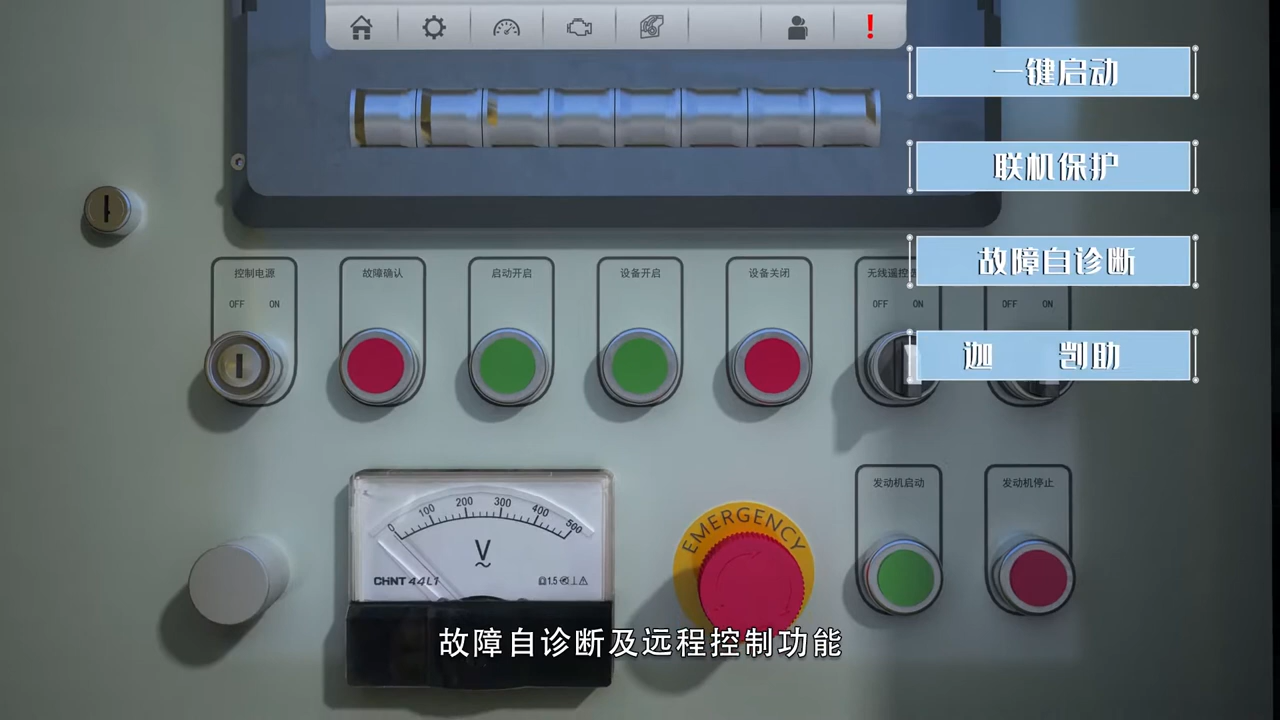 !
一键启动
联机保护
故障自诊断
控制电源
故障确认
启动开启
设备开启
设备关闭
无线遥控
OFF ON
OFF ON
OFF ON
发动机启动
发动机停止
0 100 200 300 400 500
V
CHNT 44L1
1.5
EMERGENCY
故障自诊断及远程控制功能